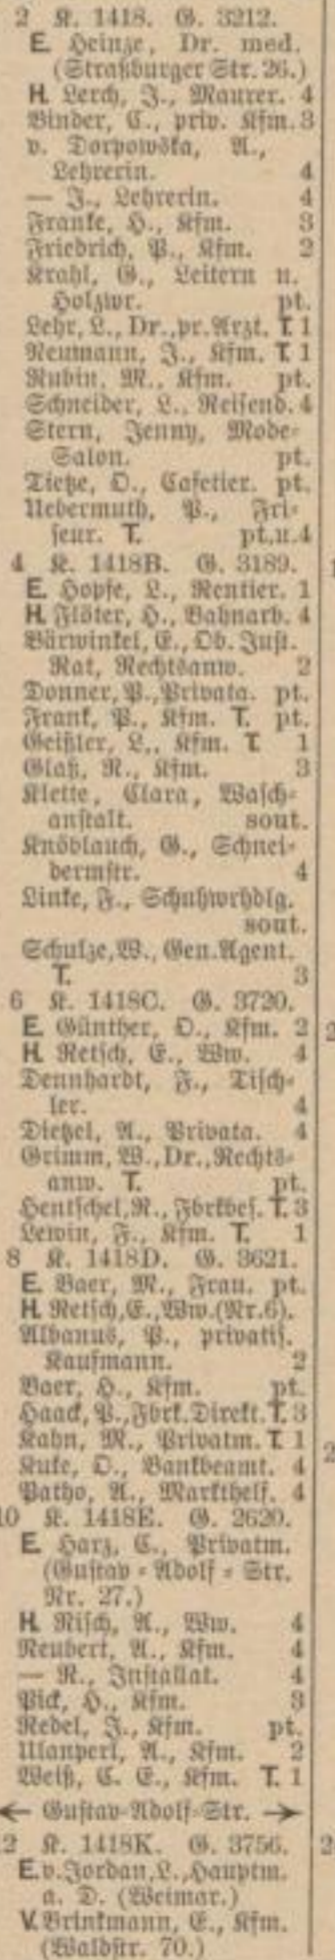 2 K. 1418. G. 3212.
E. Heinze, Dr. med.
(Straßburger Str. 26.)
H. Lerch, J., Maurer. 4
Binder, C., priv. Kfm. 3
v. Dorpowska, A.,
Lehrerin. 4
— J., Lehrerin. 4
Franke, H., Kfm. 3
Friedrich, P., Kfm. 2
Krahl, G., Leitern u.
Holzwr. pt.
Lehr, L., Dr., pr. Arzt. T. 1
Neumann, J., Kfm. T. 1
Rubin, M., Kfm. pt.
Schneider, L., Reisend. 4
Stern, Jenny, Mode-
Salon. pt.
Tietze, O., Cafetier. pt.
Uebermuth, P., Fri-
seur. T. pt. u. 4
4 K. 1418B. G. 3189.
E. Hopfe, L., Rentier. 1
H. Flöter, H., Bahnarb. 4
Bärwinkel, E., Ob. Just.
Rat, Rechtsanw. 2
Donner, P., Privata. pt.
Frank, P., Kfm. T. pt.
Geißler, L., Kfm. T. 1
Glaß, R., Kfm. 3
Klette, Clara, Wasch-
anstalt. sout.
Knoblauch, G., Schnei-
dermstr. 4
Linke, F., Schuhwrhdlg.
sout.
Schulze, W., Gen. Agent.
T. 3
6 K. 1418C. G. 3720.
E. Günther, O., Kfm. 2
H. Retsch, E., Ww. 4
Dennhardt, F., Tisch-
ler. 4
Dietzel, A., Privata. 4
Grimm, W., Dr., Rechts-
anw. T. pt.
Hentschel, R., Fbrkbes. T. 3
Lewin, F., Kfm. T. 1
8 K. 1418D. G. 3621.
E. Baer, M., Frau. pt.
H. Retsch, E., Ww. (Nr. 6).
Albanus, P., privatis.
Kaufmann. 2
Baer, H., Kfm. pt.
Haack, P., Fbrk. Direkt. T. 3
Kahn, M., Privatm. T. 1
Kuke, O., Bankbeamt. 4
Patho, A., Markthelf. 4
10 K. 1418E. G. 2620.
E. Harz, C., Privatm.
(Gustav-Adolf-Str.
Nr. 27.)
H. Risch, A., Ww. 4
Neubert, A., Kfm. 4
— R., Installat. 4
Pick, H., Kfm. 3
Redel, J., Kfm. pt.
Ulanperl, A., Kfm. 2
Weiß, C. E., Kfm. T. 1
← Gustav-Adolf-Str. →
2 K. 1418K. G. 3756.
E. v. Jordan, L., Hauptm.
a. D. (Weimar.)
V. Brinkmann, E., Kfm.
(Waldstr. 70.)